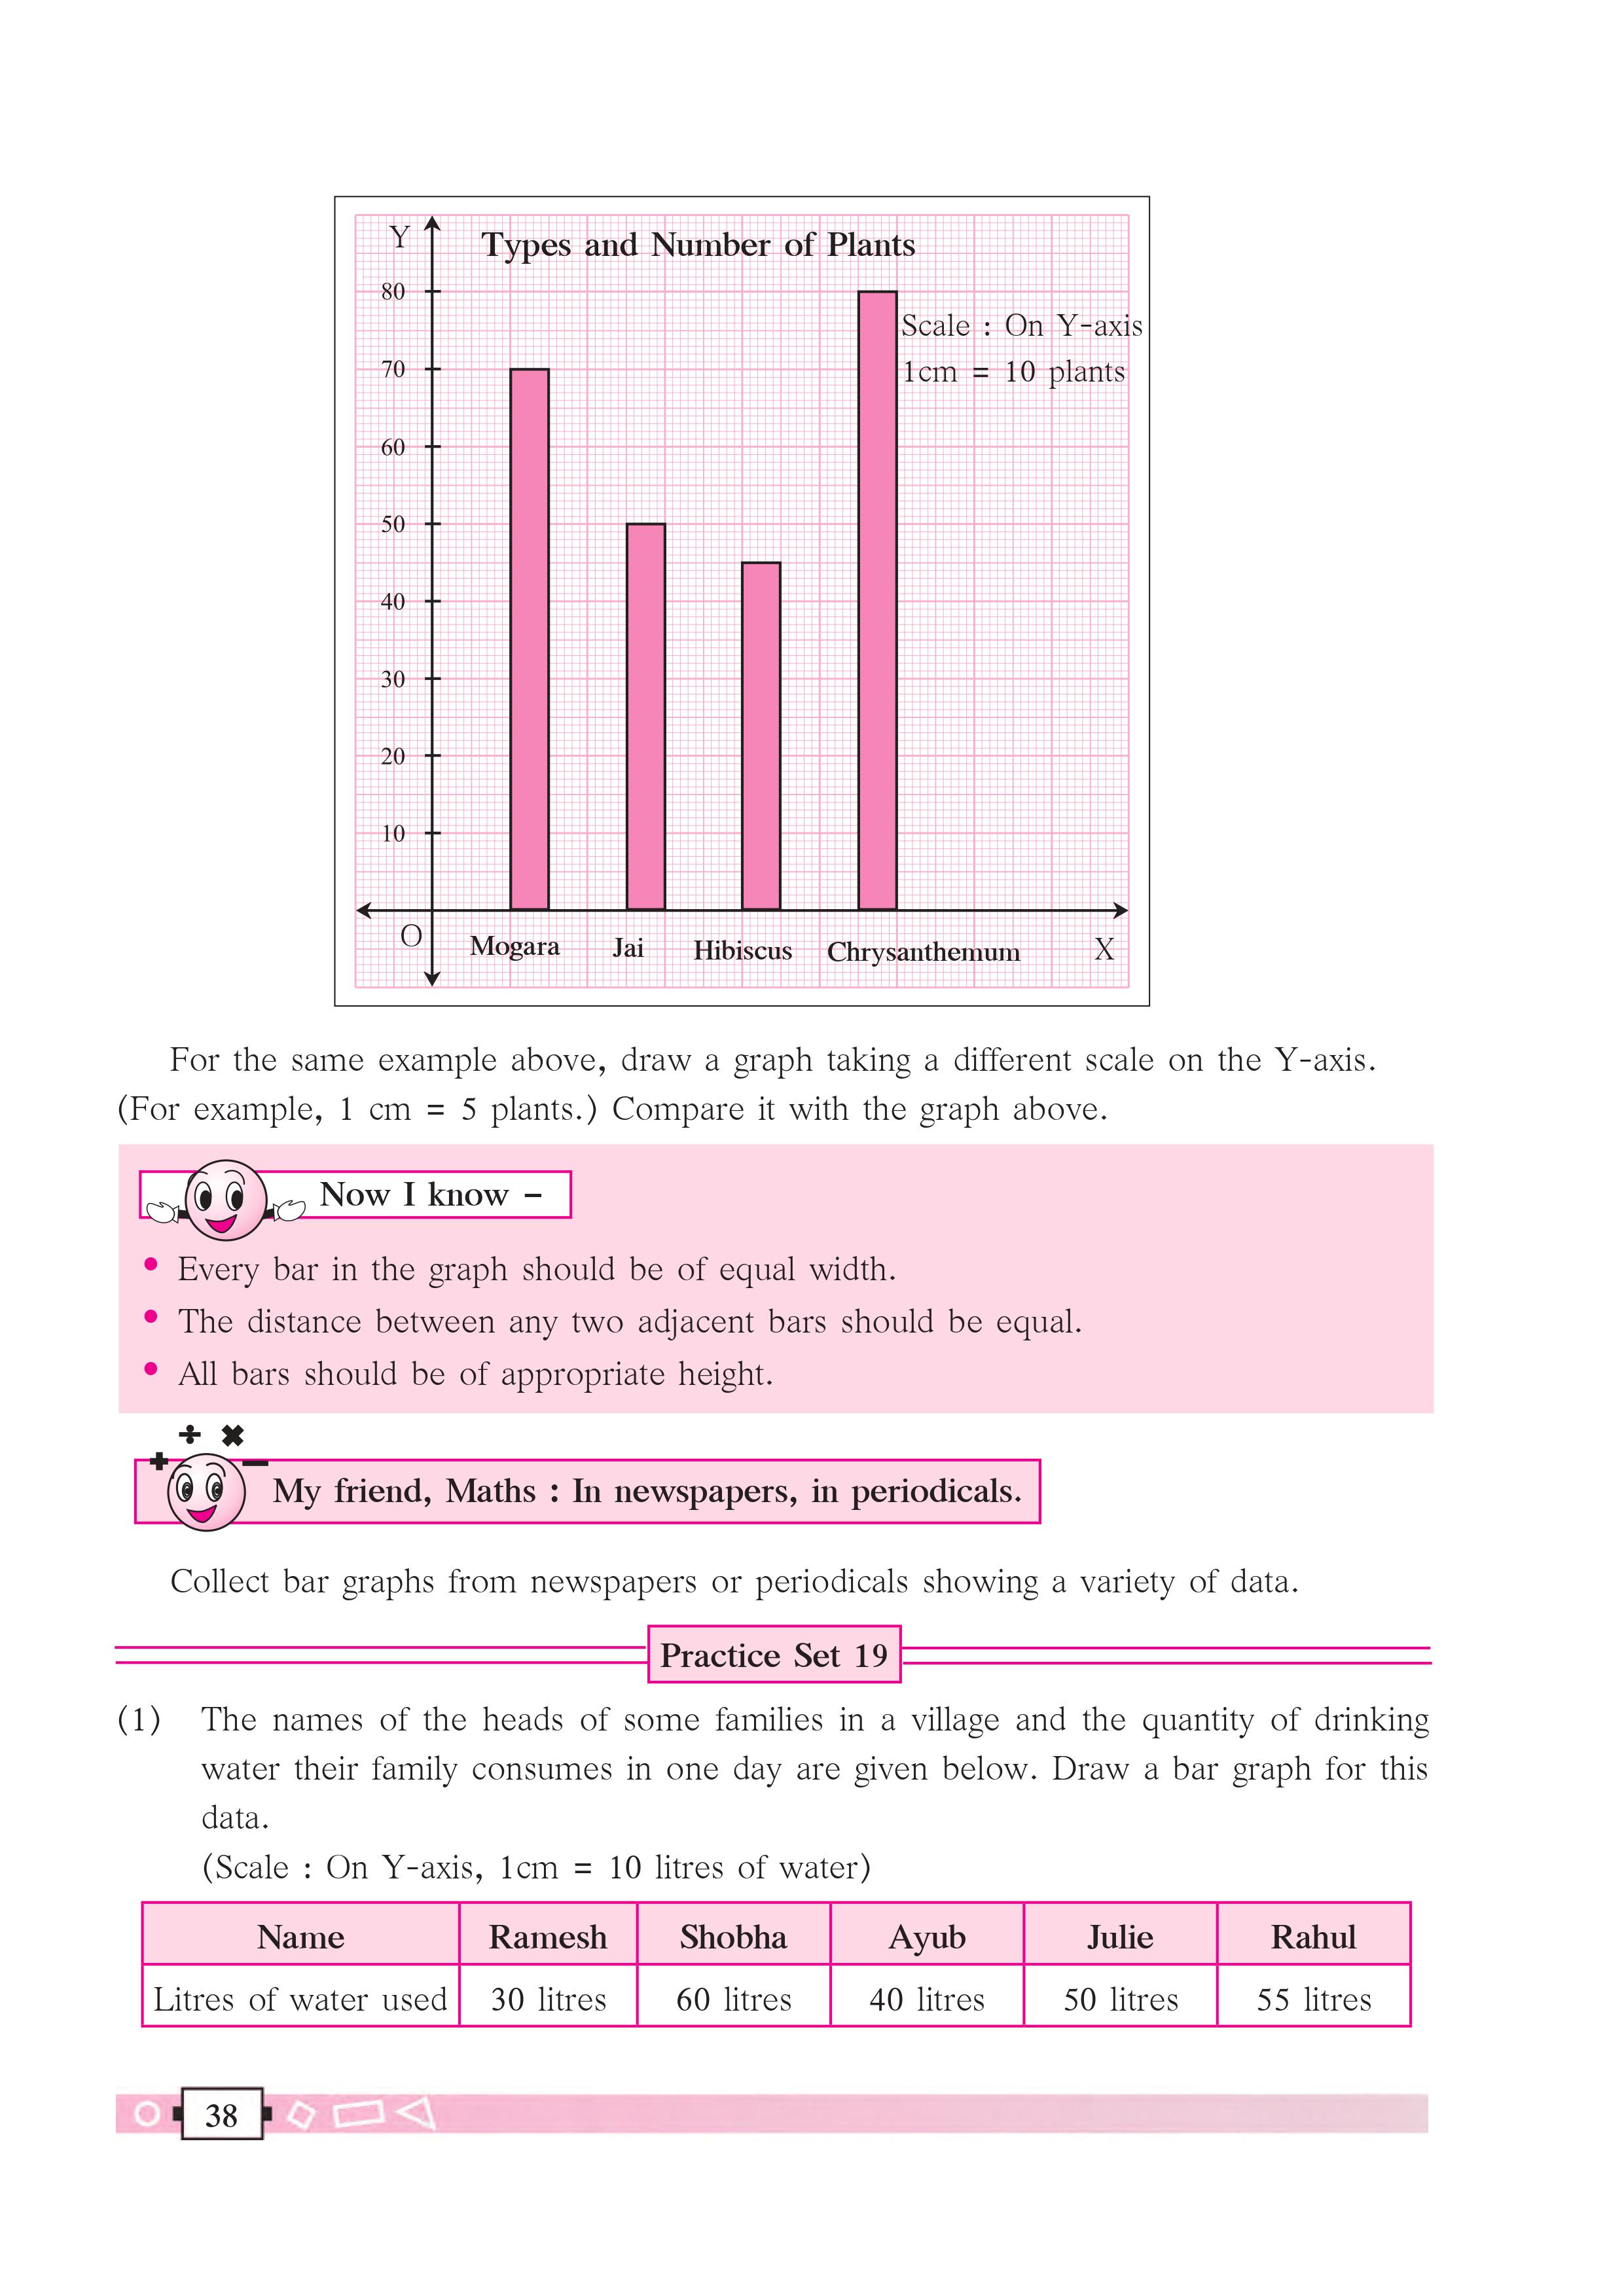 Y
Types and Number of Plants
80
Scale : On Y-axis
70
1cm = 10 plants
60
50
40
30
20
10
O
Mogara Jai Hibiscus Chrysanthemum X
For the same example above, draw a graph taking a different scale on the Y-axis.
(For example, 1 cm = 5 plants.) Compare it with the graph above.
Now I know –
• Every bar in the graph should be of equal width.
• The distance between any two adjacent bars should be equal.
• All bars should be of appropriate height.
÷ ×
+ −
My friend, Maths : In newspapers, in periodicals.
Collect bar graphs from newspapers or periodicals showing a variety of data.
Practice Set 19
(1) The names of the heads of some families in a village and the quantity of drinking
water their family consumes in one day are given below. Draw a bar graph for this
data.
(Scale : On Y-axis, 1cm = 10 litres of water)
Name Ramesh Shobha Ayub Julie Rahul
Litres of water used 30 litres 60 litres 40 litres 50 litres 55 litres
38